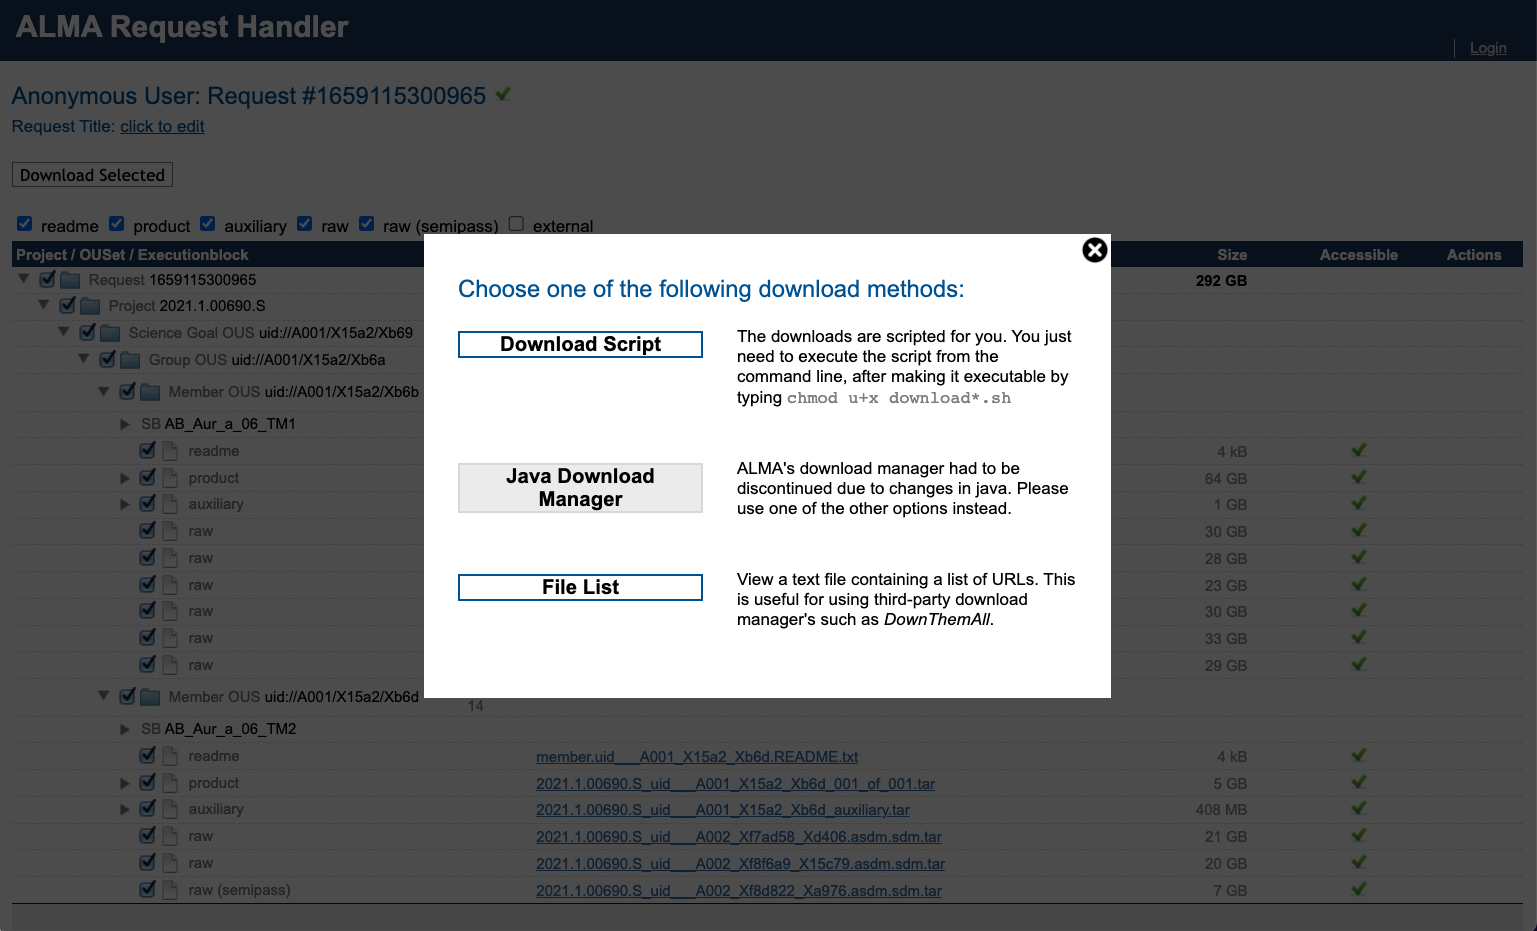 ALMA Request Handler
Login
Anonymous User: Request #1659115300965
Request Title: click to edit
Download Selected
readme product auxiliary raw raw (semipass) external
Project / OUSet / Executionblock Size Accessible Actions
Request 1659115300965 292 GB
Project 2021.1.00690.S
Science Goal OUS uid://A001/X15a2/Xb69
Group OUS uid://A001/X15a2/Xb6a
Member OUS uid://A001/X15a2/Xb6b
SB AB_Aur_a_06_TM1
readme 4 kB
product 64 GB
auxiliary 1 GB
raw 30 GB
raw 28 GB
raw 23 GB
raw 30 GB
raw 33 GB
raw 29 GB
Member OUS uid://A001/X15a2/Xb6d
14
SB AB_Aur_a_06_TM2
readme member.uid___A001_X15a2_Xb6d.README.txt 4 kB
product 2021.1.00690.S_uid___A001_X15a2_Xb6d_001_of_001.tar 5 GB
auxiliary 2021.1.00690.S_uid___A001_X15a2_Xb6d_auxiliary.tar 408 MB
raw 2021.1.00690.S_uid___A002_Xf7ad58_Xd406.asdm.sdm.tar 21 GB
raw 2021.1.00690.S_uid___A002_Xf8f6a9_X15c79.asdm.sdm.tar 20 GB
raw (semipass) 2021.1.00690.S_uid___A002_Xf8d822_Xa976.asdm.sdm.tar 7 GB
Choose one of the following download methods:
Download Script
The downloads are scripted for you. You just
need to execute the script from the
command line, after making it executable by
typing chmod u+x download*.sh
Java Download
Manager
ALMA's download manager had to be
discontinued due to changes in java. Please
use one of the other options instead.
File List
View a text file containing a list of URLs. This
is useful for using third-party download
manager's such as DownThemAll.